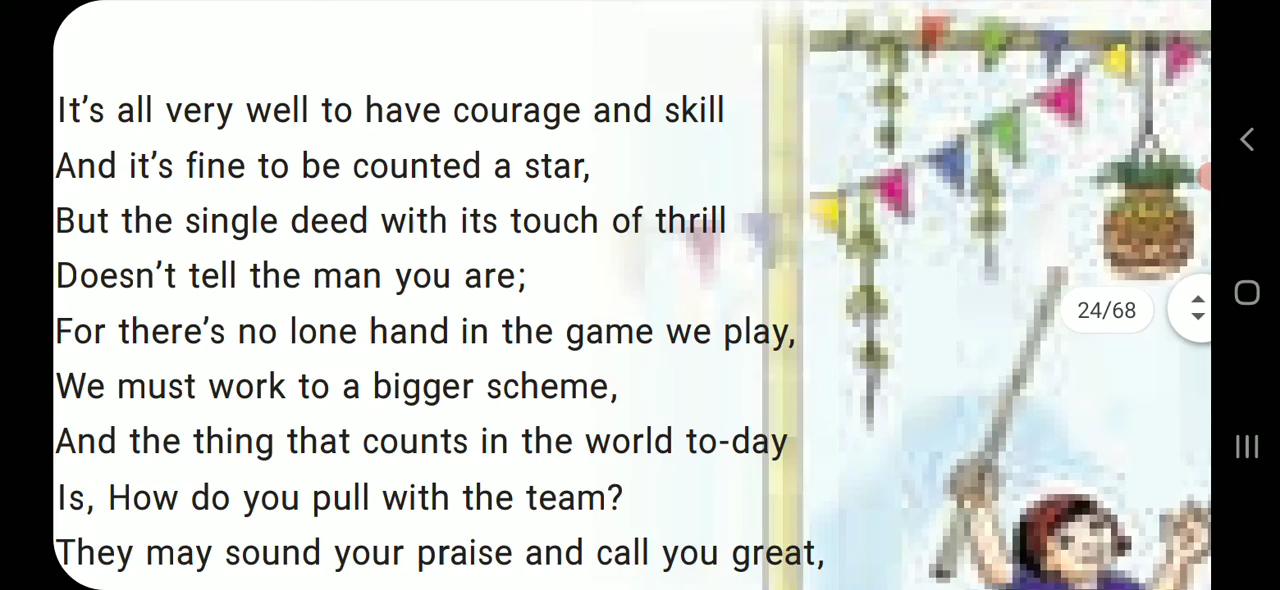 It’s all very well to have courage and skill
And it’s fine to be counted a star,
But the single deed with its touch of thrill
Doesn’t tell the man you are;
For there’s no lone hand in the game we play,
We must work to a bigger scheme,
And the thing that counts in the world to-day
Is, How do you pull with the team?
They may sound your praise and call you great,
24/68